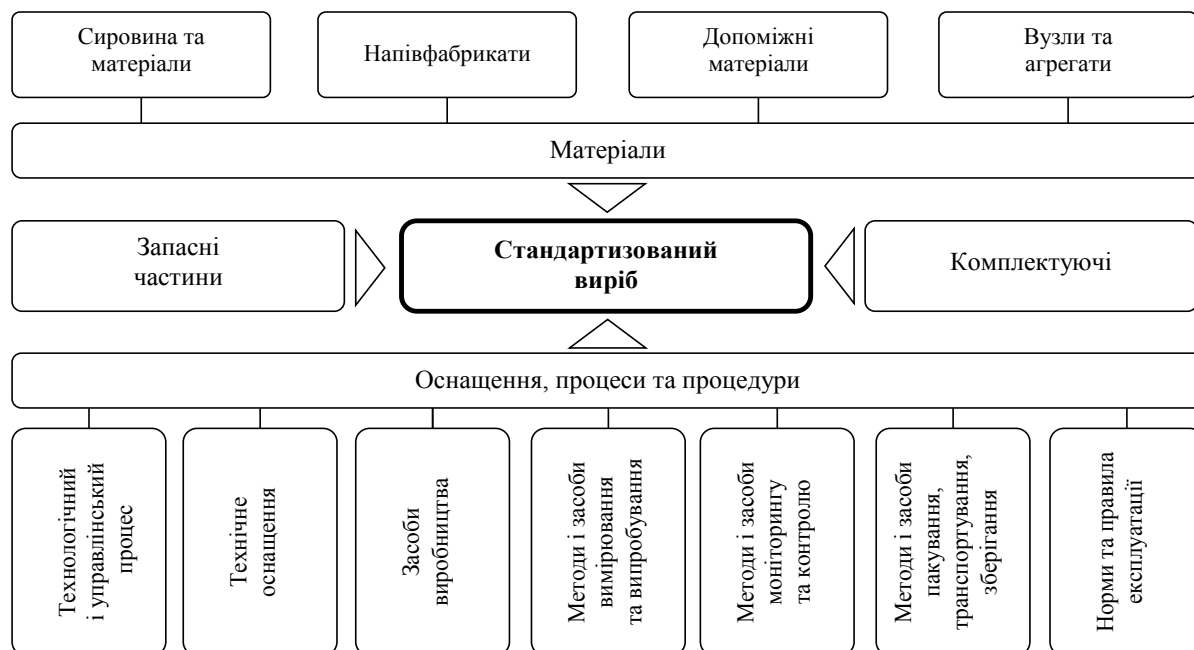 Сировина та
матеріали
Напівфабрикати
Допоміжні
матеріали
Вузли та
агрегати
Матеріали
Запасні
частини
Стандартизований
виріб
Комплектуючі
Оснащення, процеси та процедури
Технологічний
і управлінський
процес
Технічне
оснащення
Засоби
виробництва
Методи і засоби
вимірювання
та випробування
Методи і засоби
моніторингу
та контролю
Методи і засоби
пакування,
транспортування,
зберігання
Норми та правила
експлуатації